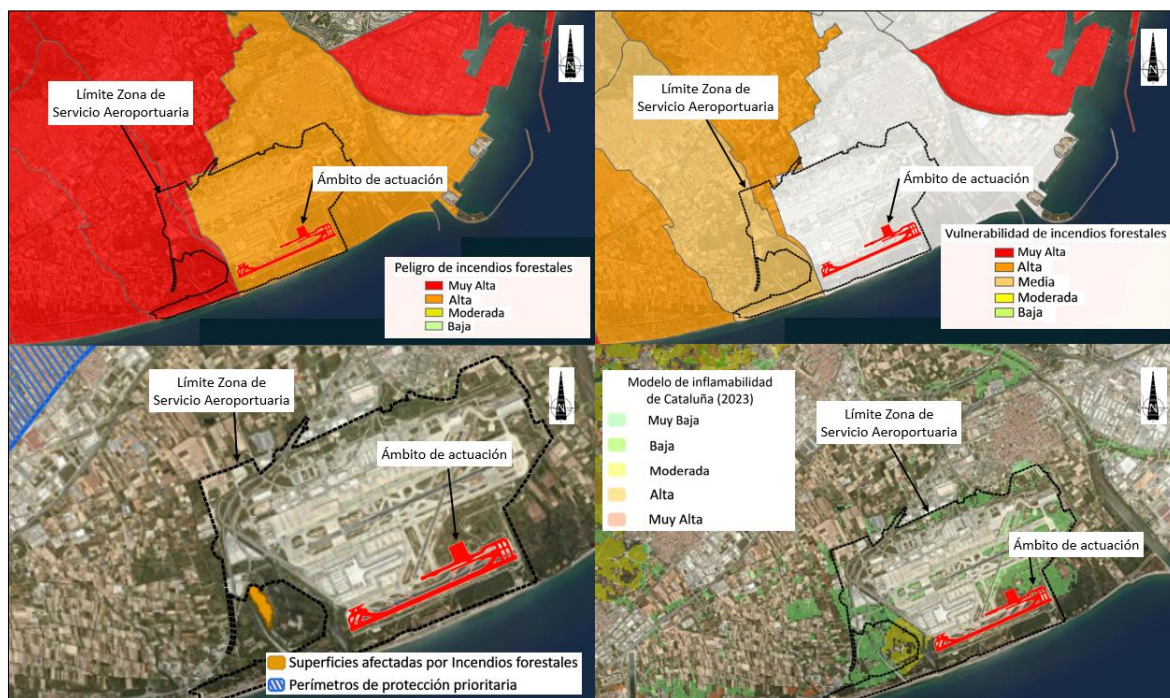 Límite Zona de
Servicio Aeroportuaria
Ámbito de actuación
Peligro de incendios forestales
Muy Alta
Alta
Moderada
Baja
N
Límite Zona de
Servicio Aeroportuaria
Ámbito de actuación
Vulnerabilidad de incendios forestales
Muy Alta
Alta
Media
Moderada
Baja
N
Límite Zona de
Servicio Aeroportuaria
Ámbito de actuación
Superficies afectadas por Incendios forestales
Perímetros de protección prioritaria
N
Modelo de inflamabilidad
de Cataluña (2023)
Muy Baja
Baja
Moderada
Alta
Muy Alta
Límite Zona de
Servicio Aeroportuaria
Ámbito de actuación
N